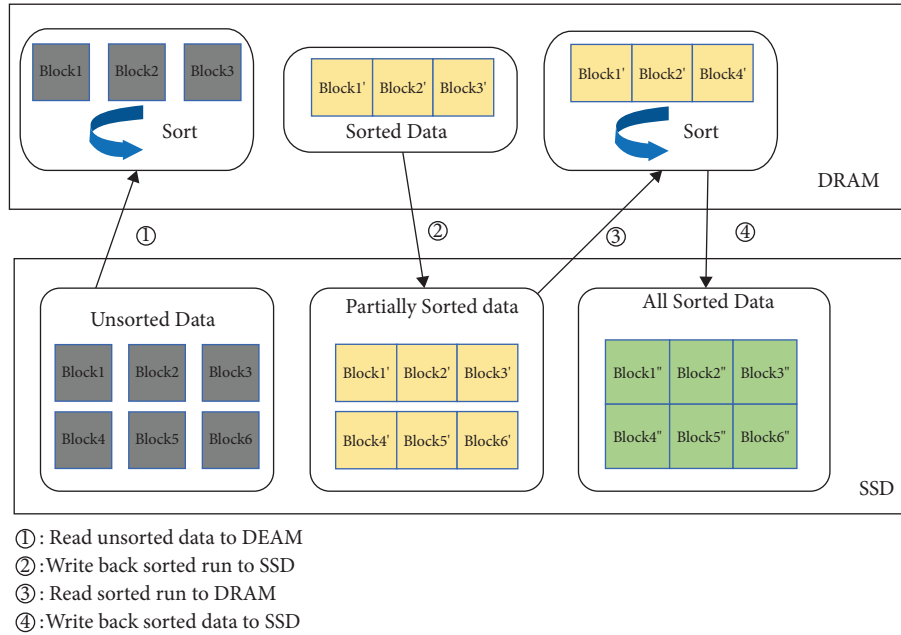 Block1 Block2 Block3
Sort
Block1' Block2' Block3'
Sorted Data
Block1' Block2' Block4'
Sort
DRAM
①
②
③
④
Unsorted Data
Block1 Block2 Block3
Block4 Block5 Block6
Partially Sorted data
Block1' Block2' Block3'
Block4' Block5' Block6'
All Sorted Data
Block1" Block2" Block3"
Block4" Block5" Block6"
SSD
①: Read unsorted data to DEAM
②:Write back sorted run to SSD
③: Read sorted run to DRAM
④:Write back sorted data to SSD